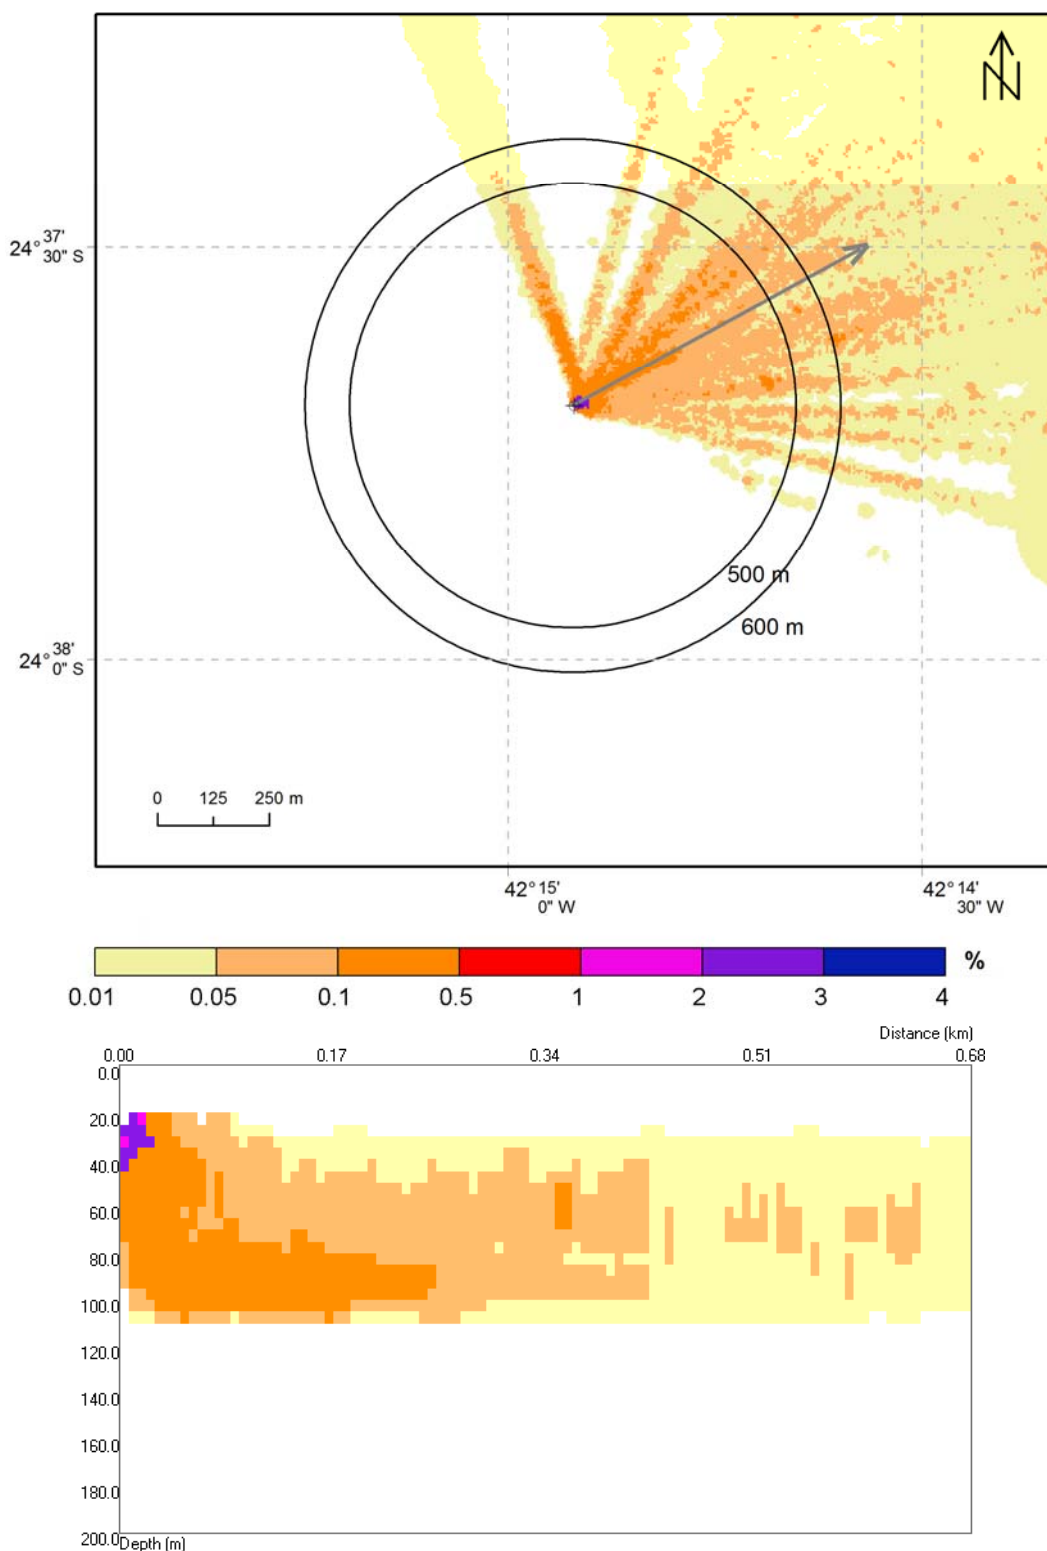 N
24° 37' 30" S
500 m
600 m
24° 38' 0" S
0 125 250 m
42° 15' 0" W
42° 14' 30" W
%
0.01 0.05 0.1 0.5 1 2 3 4
Distance (km)
0.00 0.17 0.34 0.51 0.68
0.0
20.0
40.0
60.0
80.0
100.0
120.0
140.0
160.0
180.0
200.0
Depth (m)